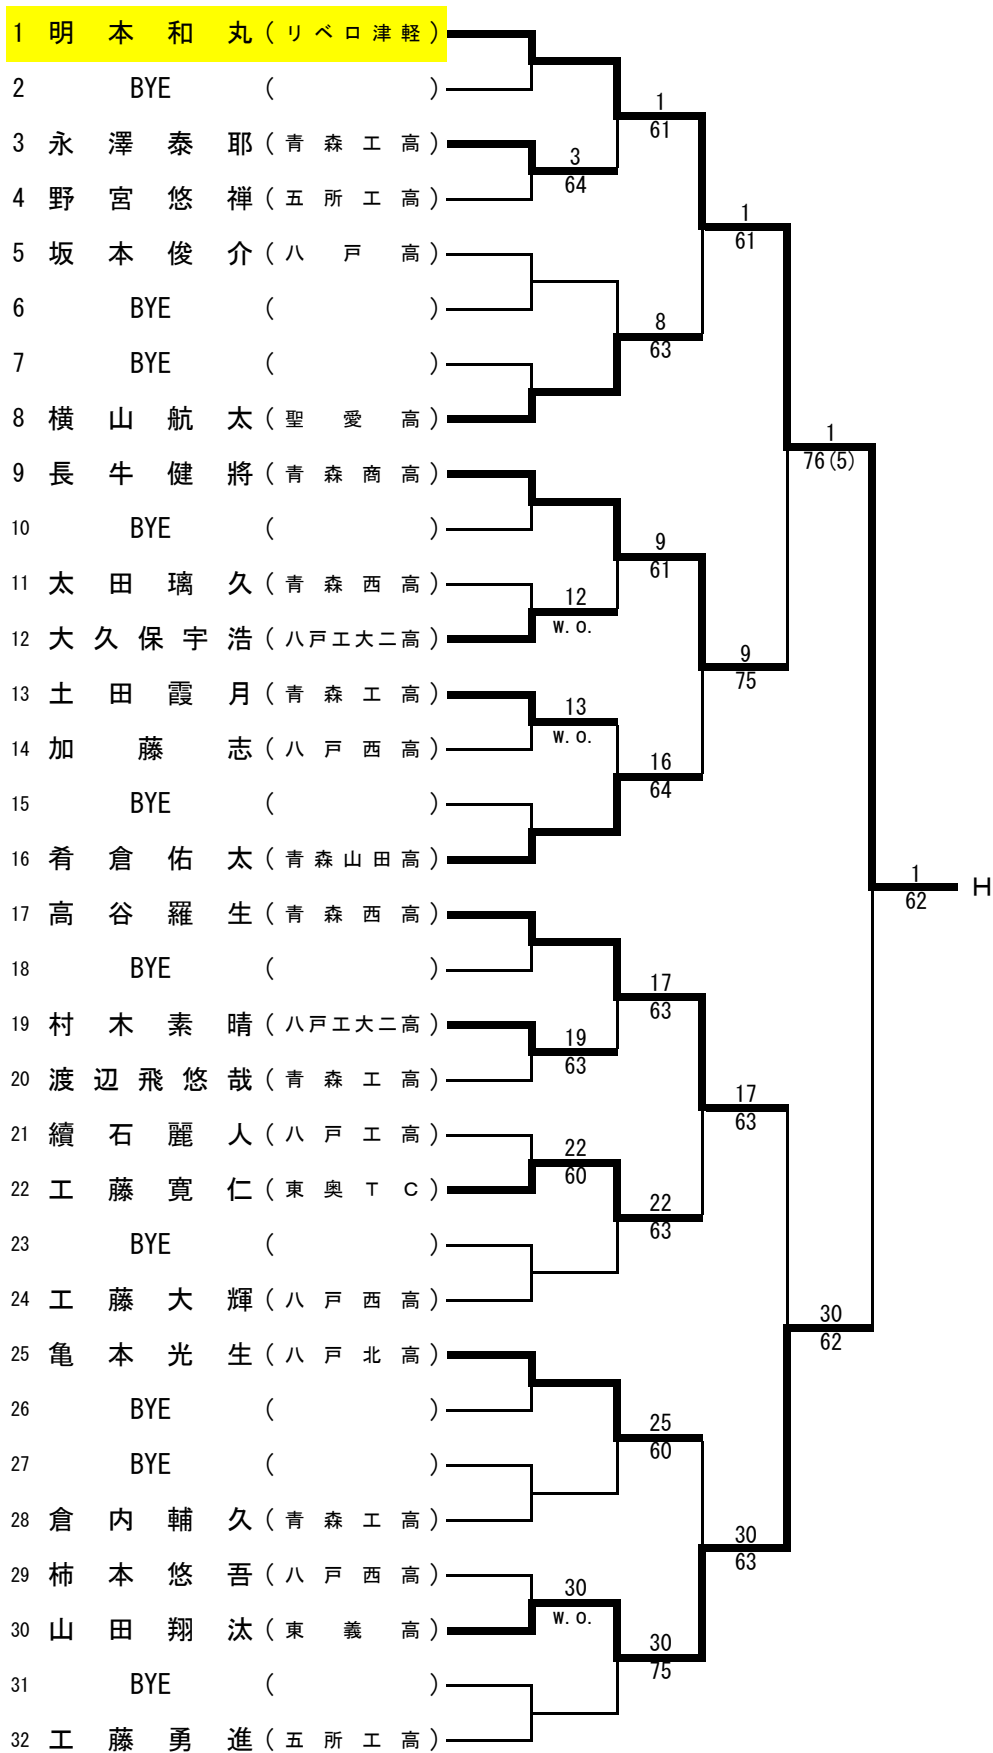 1 明本和丸(リベロ津軽)
2 BYE ( )
1
61
3 永澤泰耶(青森工高)
3
64
4 野宮悠禅(五所工高)
1
61
5 坂本俊介(八戸高)
6 BYE ( )
8
63
7 BYE ( )
8 横山航太(聖愛高)
1
76(5)
9 長牛健將(青森商高)
10 BYE ( )
9
61
11 太田璃久(青森西高)
12
w.o.
12 大久保宇浩(八戸工大二高)
9
75
13 土田霞月(青森工高)
13
w.o.
14 加藤志(八戸西高)
16
64
15 BYE ( )
16 肴倉佑太(青森山田高)
1
62
H
17 高谷羅生(青森西高)
18 BYE ( )
17
63
19 村木素晴(八戸工大二高)
19
63
20 渡辺飛悠哉(青森工高)
17
63
21 續石麗人(八戸工高)
22
60
22 工藤寛仁(東奥TC)
22
63
23 BYE ( )
24 工藤大輝(八戸西高)
30
62
25 亀本光生(八戸北高)
26 BYE ( )
25
60
27 BYE ( )
28 倉内輔久(青森工高)
30
63
29 柿本悠吾(八戸西高)
30
w.o.
30 山田翔汰(東義高)
30
75
31 BYE ( )
32 工藤勇進(五所工高)